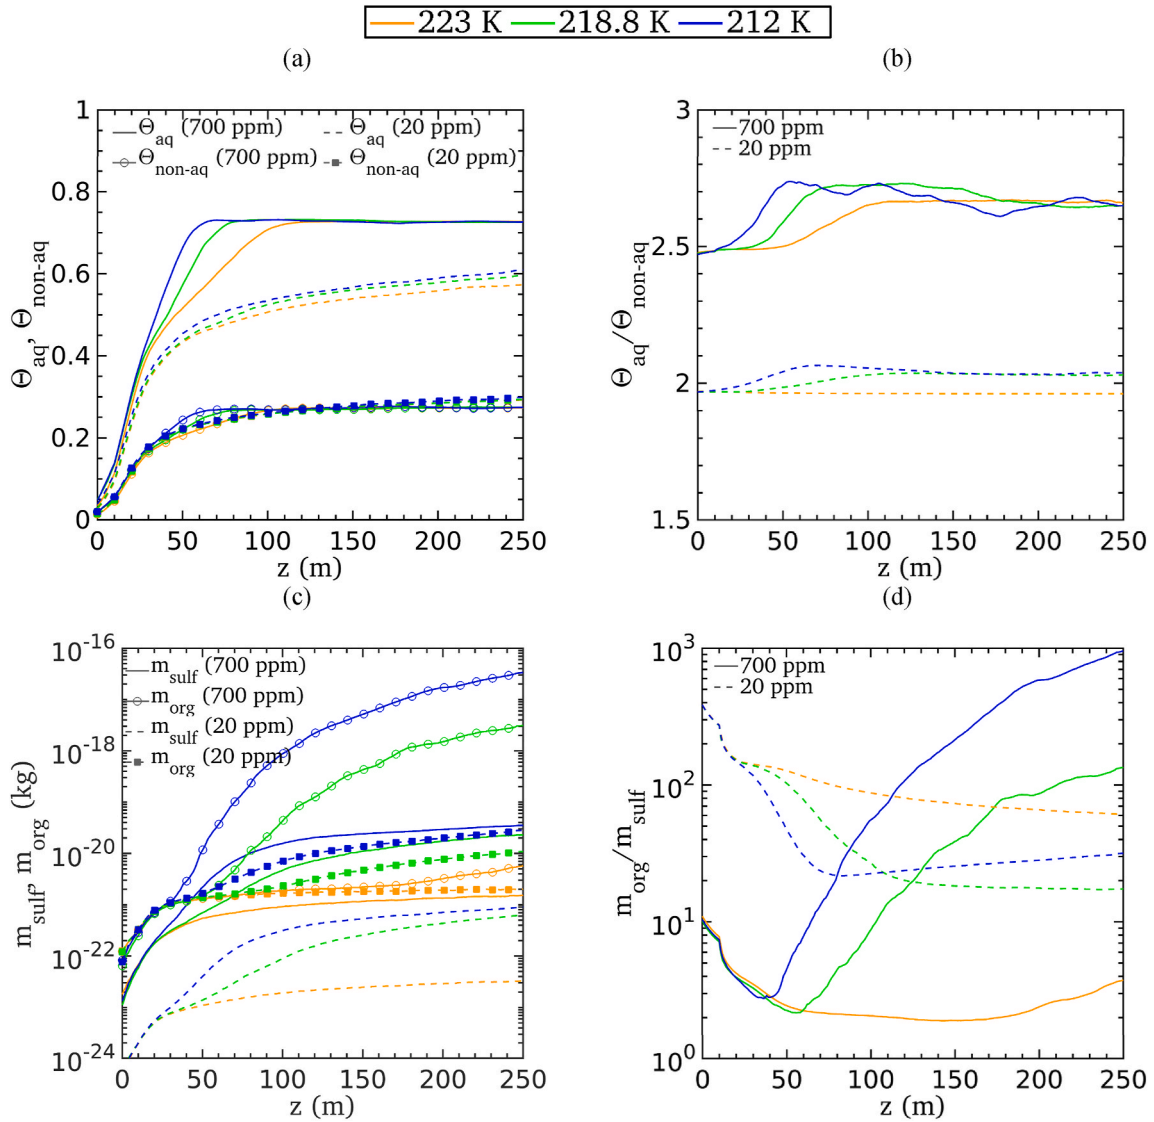 223 K 218.8 K 212 K
(a) (b)
1 0.8 0.6 0.4 0.2 0
Θaq, Θnon-aq
Θaq (700 ppm) Θaq (20 ppm)
Θnon-aq (700 ppm) Θnon-aq (20 ppm)
0 50 100 150 200 250
z (m)
3 2.5 2 1.5
Θaq/Θnon-aq
700 ppm
20 ppm
0 50 100 150 200 250
z (m)
(c) (d)
10-16 10-18 10-20 10-22 10-24
msulf, morg (kg)
msulf (700 ppm)
morg (700 ppm)
msulf (20 ppm)
morg (20 ppm)
0 50 100 150 200 250
z (m)
103 102 101 100
morg/msulf
700 ppm
20 ppm
0 50 100 150 200 250
z (m)